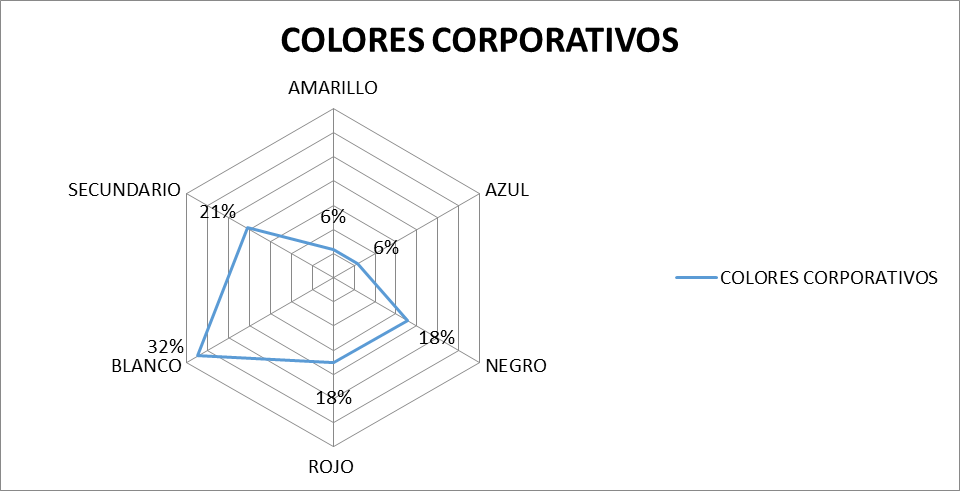 COLORES CORPORATIVOS
AMARILLO
SECUNDARIO
AZUL
21%
6%
6%
COLORES CORPORATIVOS
18%
32%
BLANCO
NEGRO
18%
ROJO